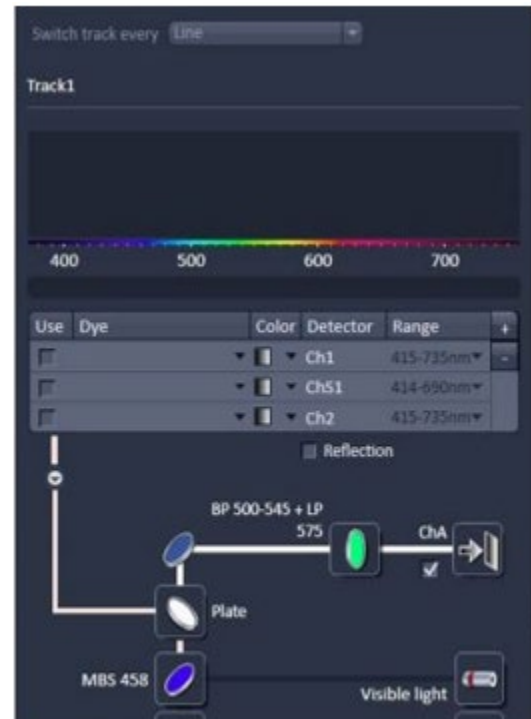 Switch track every Line
Track1
400 500 600 700
Use Dye Color Detector Range +
Ch1 415-735nm -
ChS1 414-690nm
Ch2 415-735nm
Reflection
BP 500-545 + LP
575 ChA
Plate
MBS 458
Visible light